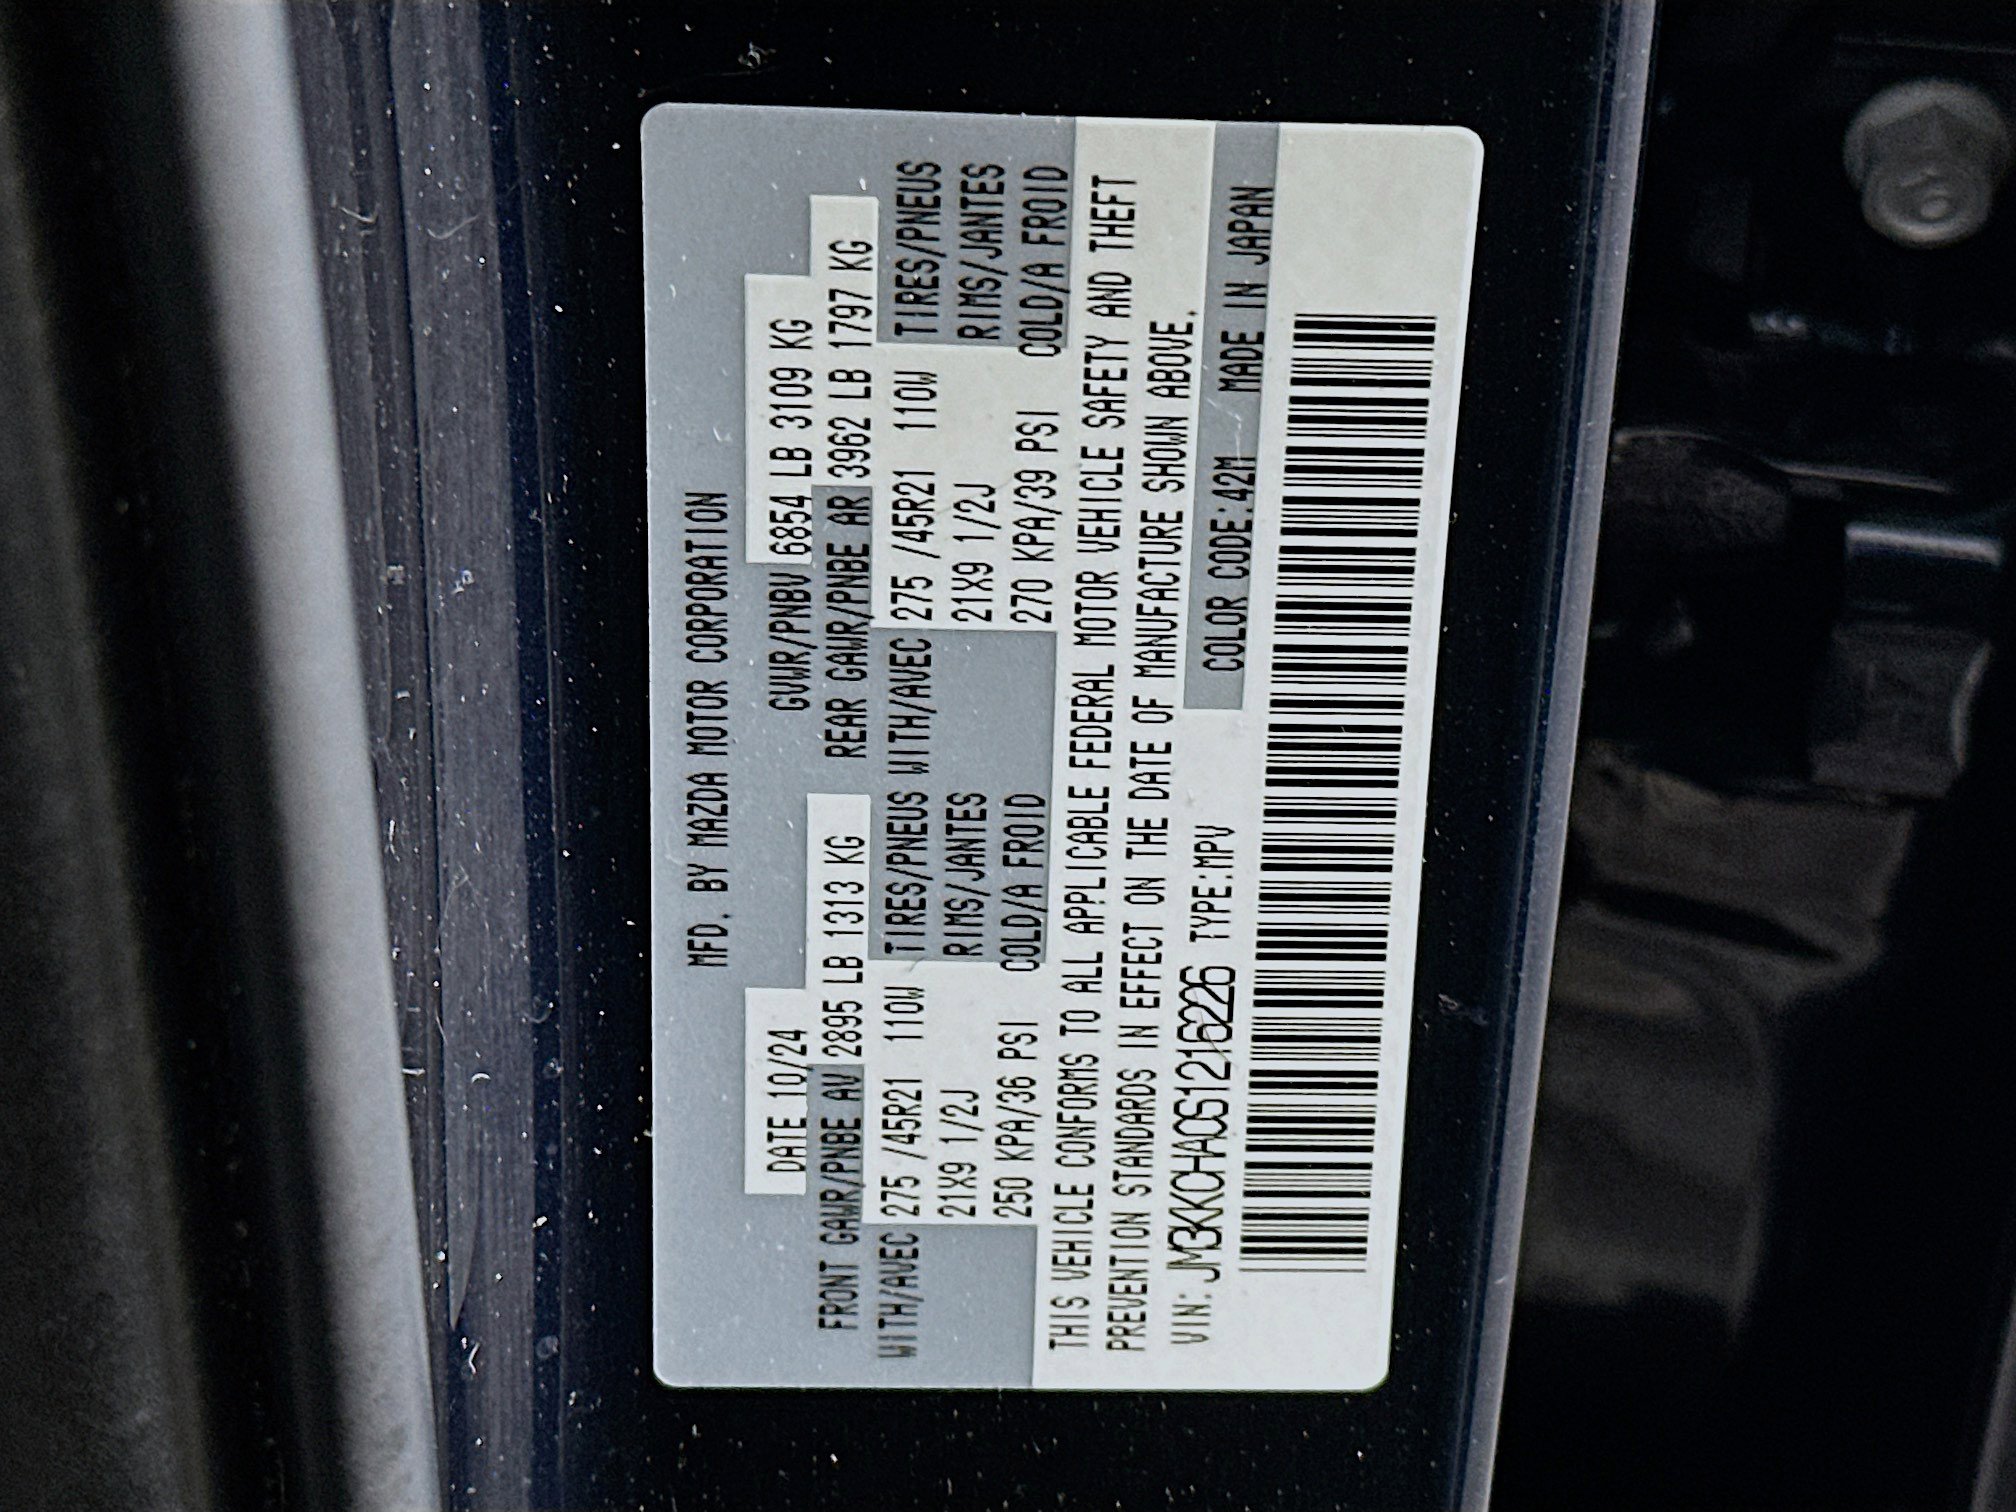 MFD. BY MAZDA MOTOR CORPORATION
DATE 10/24 GVWR/PNBV 6854 LB 3109 KG
FRONT GAWR/PNBE AV 2895 LB 1313 KG REAR GAWR/PNBE AR 3962 LB 1797 KG
WITH/AVEC 275 /45R21 110W TIRES/PNEUS WITH/AVEC 275 /45R21 110W TIRES/PNEUS
21X9 1/2J RIMS/JANTES 21X9 1/2J RIMS/JANTES
250 KPA/36 PSI COLD/A FROID 270 KPA/39 PSI COLD/A FROID
THIS VEHICLE CONFORMS TO ALL APPLICABLE FEDERAL MOTOR VEHICLE SAFETY AND THEFT
PREVENTION STANDARDS IN EFFECT ON THE DATE OF MANUFACTURE SHOWN ABOVE.
VIN: JM3KKCHA0S1216226 TYPE:MPV COLOR CODE:42M MADE IN JAPAN